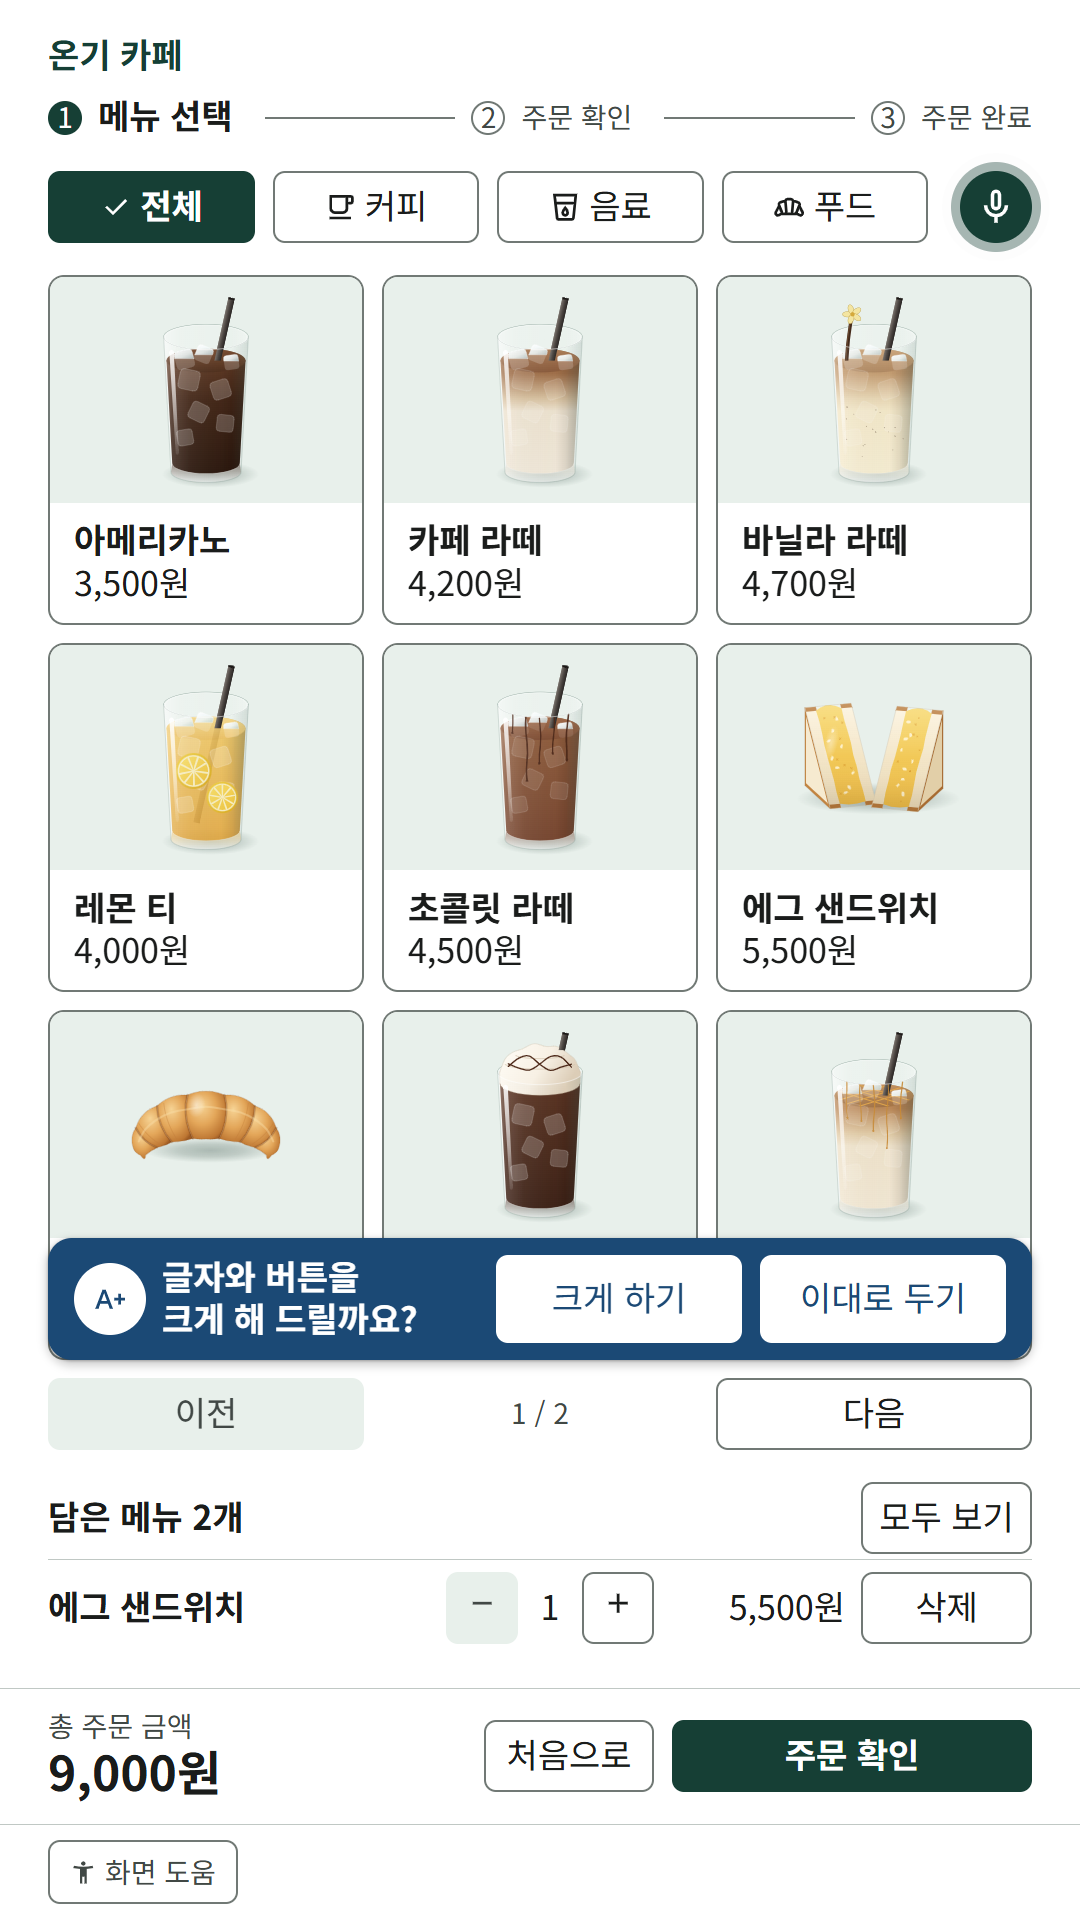 온기 카페
1 메뉴 선택 2 주문 확인 3 주문 완료
전체 커피 음료 푸드
아메리카노 카페 라떼 바닐라 라떼
3,500원 4,200원 4,700원
레몬 티 초콜릿 라떼 에그 샌드위치
4,000원 4,500원 5,500원
A+ 글자와 버튼을
크게 해 드릴까요?
크게 하기 이대로 두기
이전 1 / 2 다음
담은 메뉴 2개 모두 보기
에그 샌드위치 − 1 + 5,500원 삭제
총 주문 금액
9,000원 처음으로 주문 확인
화면 도움